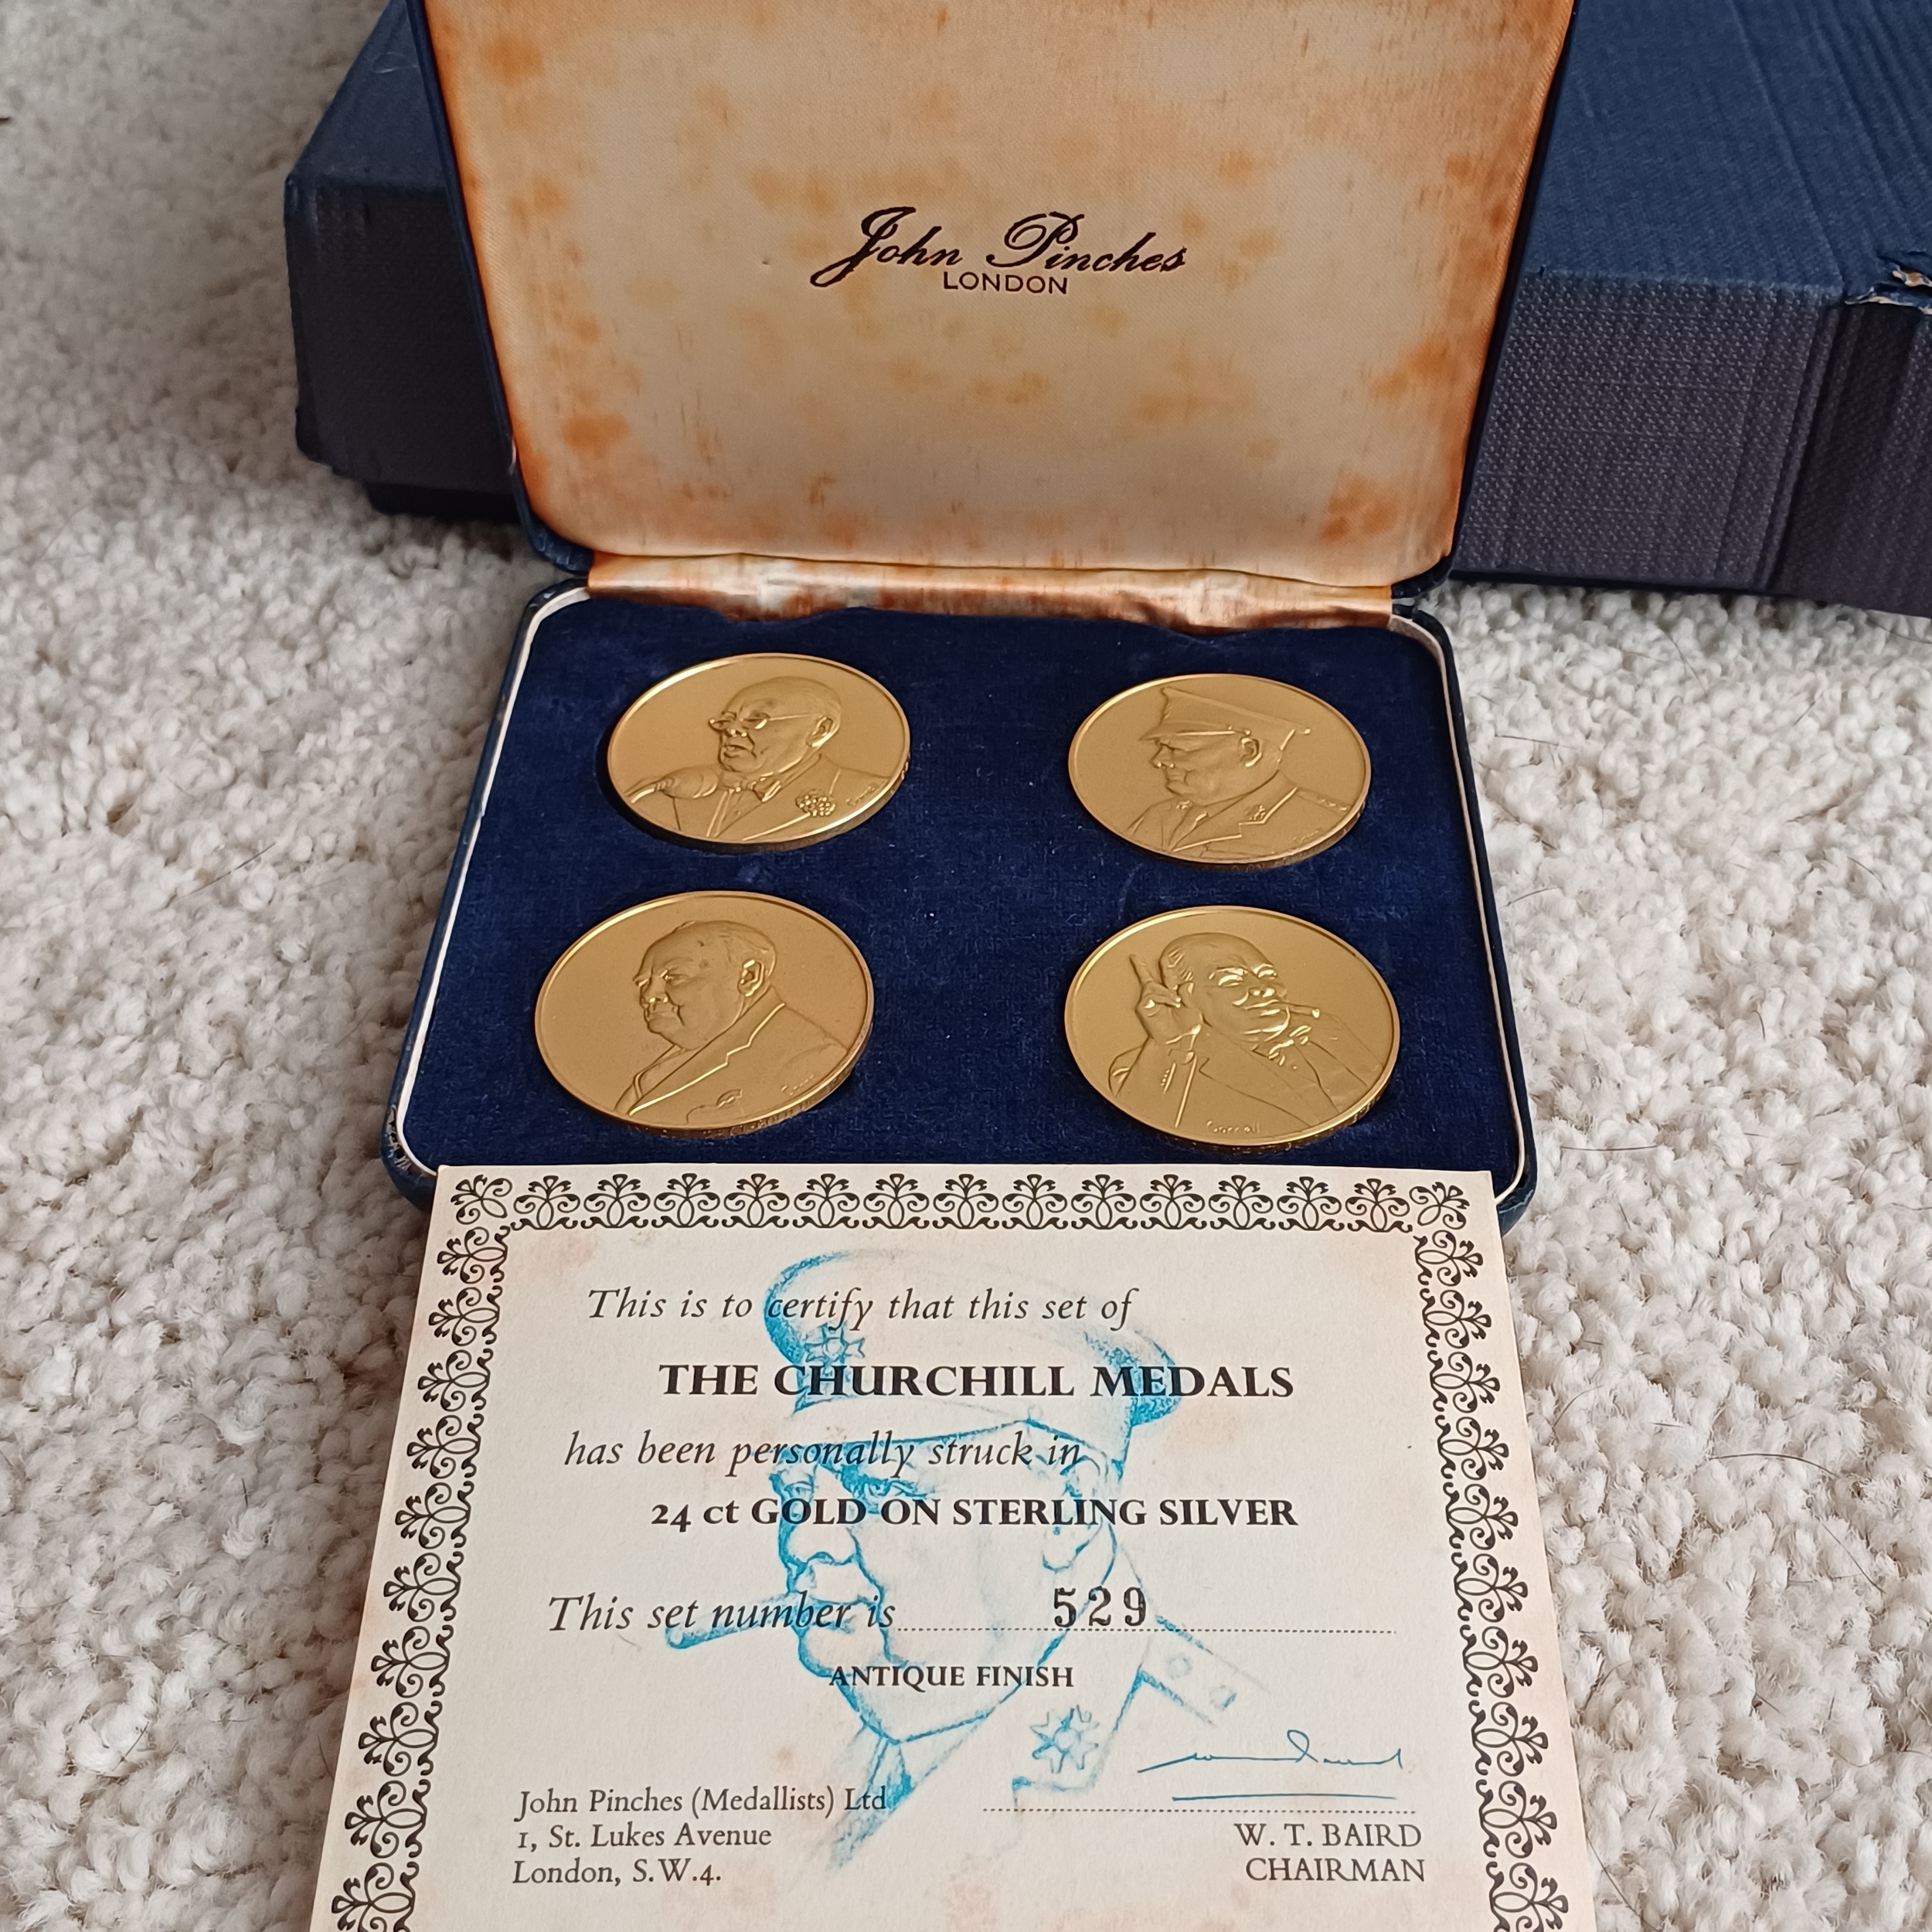 John Pinches
LONDON
Cornell
This is to certify that this set of
THE CHURCHILL MEDALS
has been personally struck in
24 ct GOLD ON STERLING SILVER
This set number is 529
ANTIQUE FINISH
John Pinches (Medallists) Ltd
1, St. Lukes Avenue
London, S.W.4.
W. T. BAIRD
CHAIRMAN